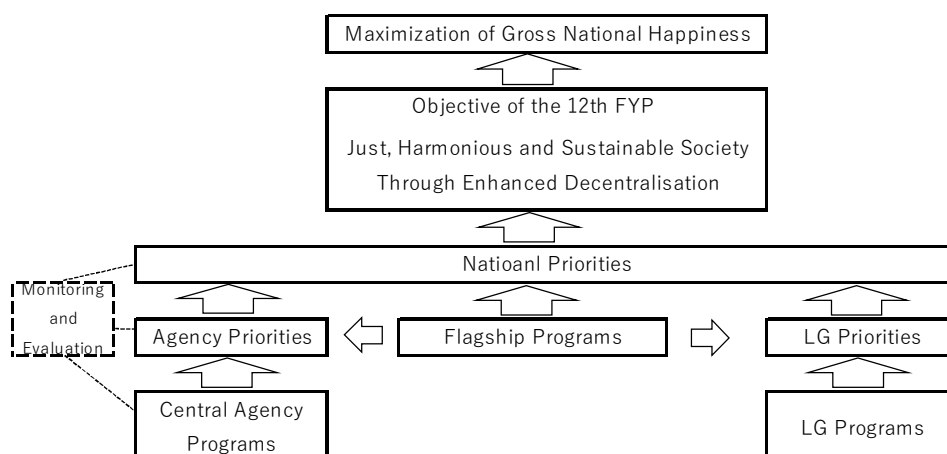 Maximization of Gross National Happiness
Objective of the 12th FYP
Just, Harmonious and Sustainable Society
Through Enhanced Decentralisation
Natioanl Priorities
Monitoring
and
Evaluation
Agency Priorities
Flagship Programs
LG Priorities
Central Agency
Programs
LG Programs